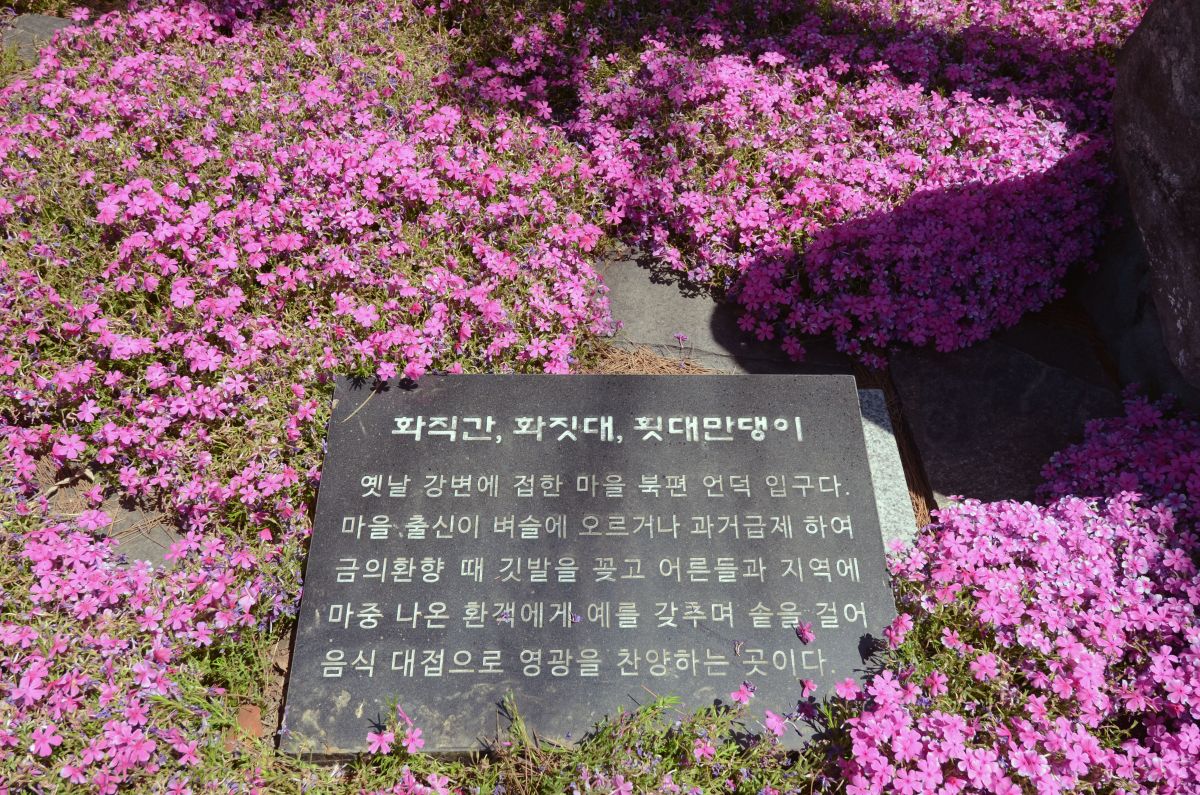 화직간, 화짓대, 횟대만댕이
옛날 강변에 접한 마을 북편 언덕 입구다.
마을 출신이 벼슬에 오르거나 과거급제 하여
금의환향 때 깃발을 꽂고 어른들과 지역에
마중 나온 환객에게 예를 갖추며 솥을 걸어
음식 대접으로 영광을 찬양하는 곳이다.